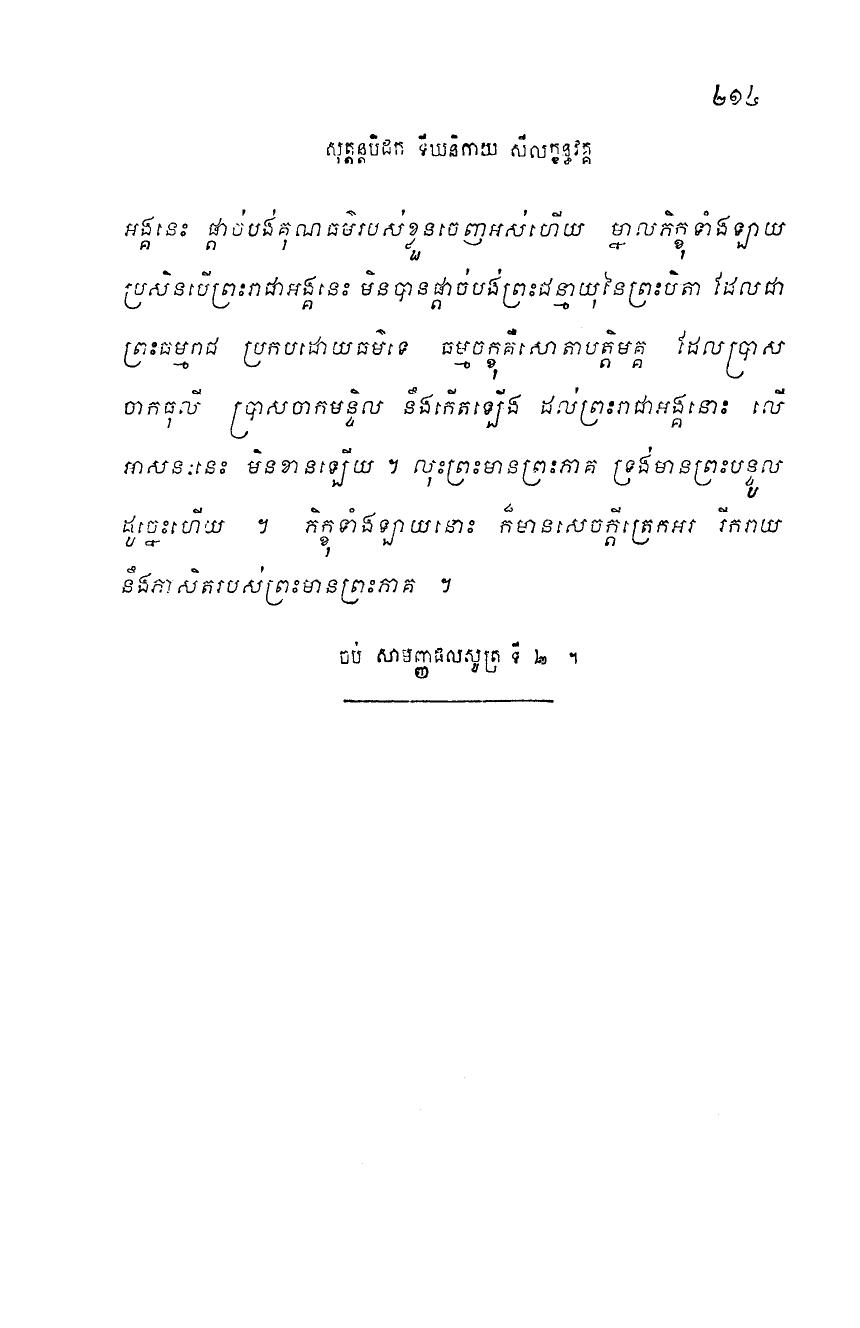 ២១៤
សុត្តន្តបិដក ទីឃនិកាយ សីលក្ខន្ធវគ្គ
អង្គនេះ ផ្តាច់បង់គុណធម៌របស់ខ្លួនចេញអស់ហើយ ម្នាលភិក្ខុទាំងឡាយ
ប្រសិនបើព្រះរាជាអង្គនេះ មិនបានផ្តាច់បង់ព្រះជន្មាយុនៃព្រះបិតា ដែលជា
ព្រះធម្មរាជ ប្រកបដោយធម៌ទេ ធម្មចក្ខុគឺសោតាបត្តិមគ្គ ដែលប្រាស
ចាកធុលី ប្រាសចាកមន្ទិល នឹងកើតឡើង ដល់ព្រះរាជាអង្គនោះ លើ
អាសនៈនេះ មិនខានឡើយ ។ លុះព្រះមានព្រះភាគ ទ្រង់មានព្រះបន្ទូល
ដូច្នេះហើយ ។ ភិក្ខុទាំងឡាយនោះ ក៏មានសេចក្តីត្រេកអរ រីករាយ
នឹងភាសិតរបស់ព្រះមានព្រះភាគ ។
ចប់ សាមញ្ញផលសូត្រ ទី ២ ។